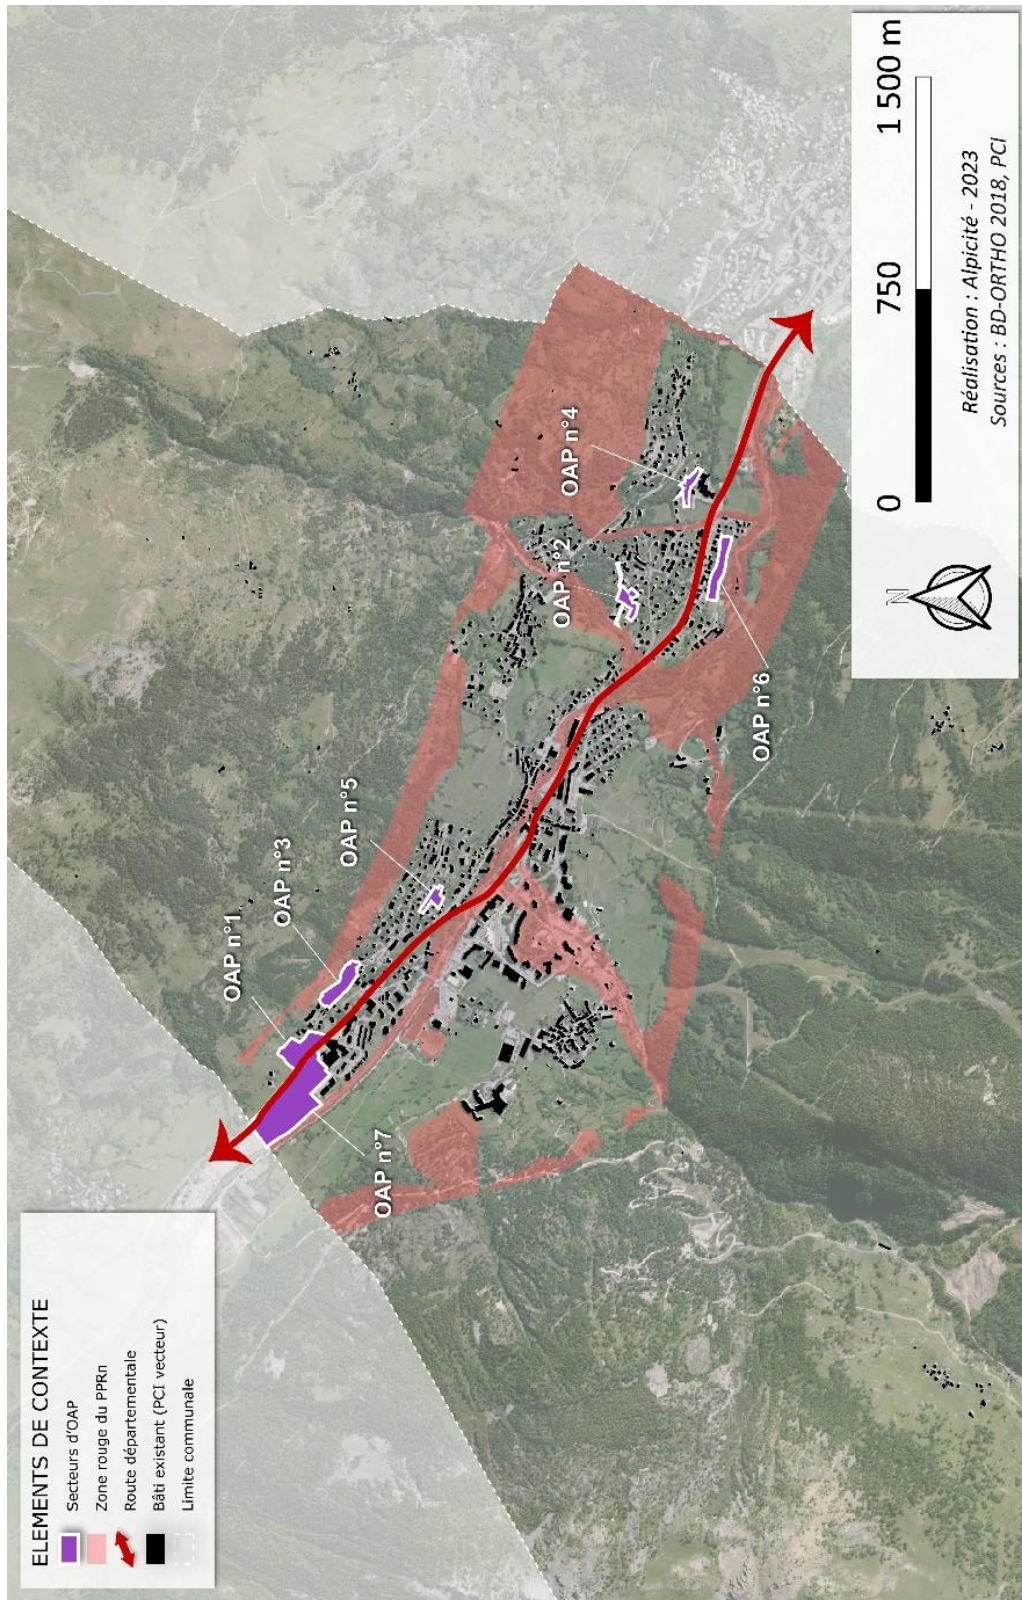 ELEMENTS DE CONTEXTE
Secteurs d'OAP
Zone rouge du PPRn
Route départementale
Bâti existant (PCI vecteur)
Limite communale
OAP n°1
OAP n°3
OAP n°5
OAP n°7
OAP n°2
OAP n°4
OAP n°6
N
0 750 1 500 m
Réalisation : Alpicité - 2023
Sources : BD-ORTHO 2018, PCI